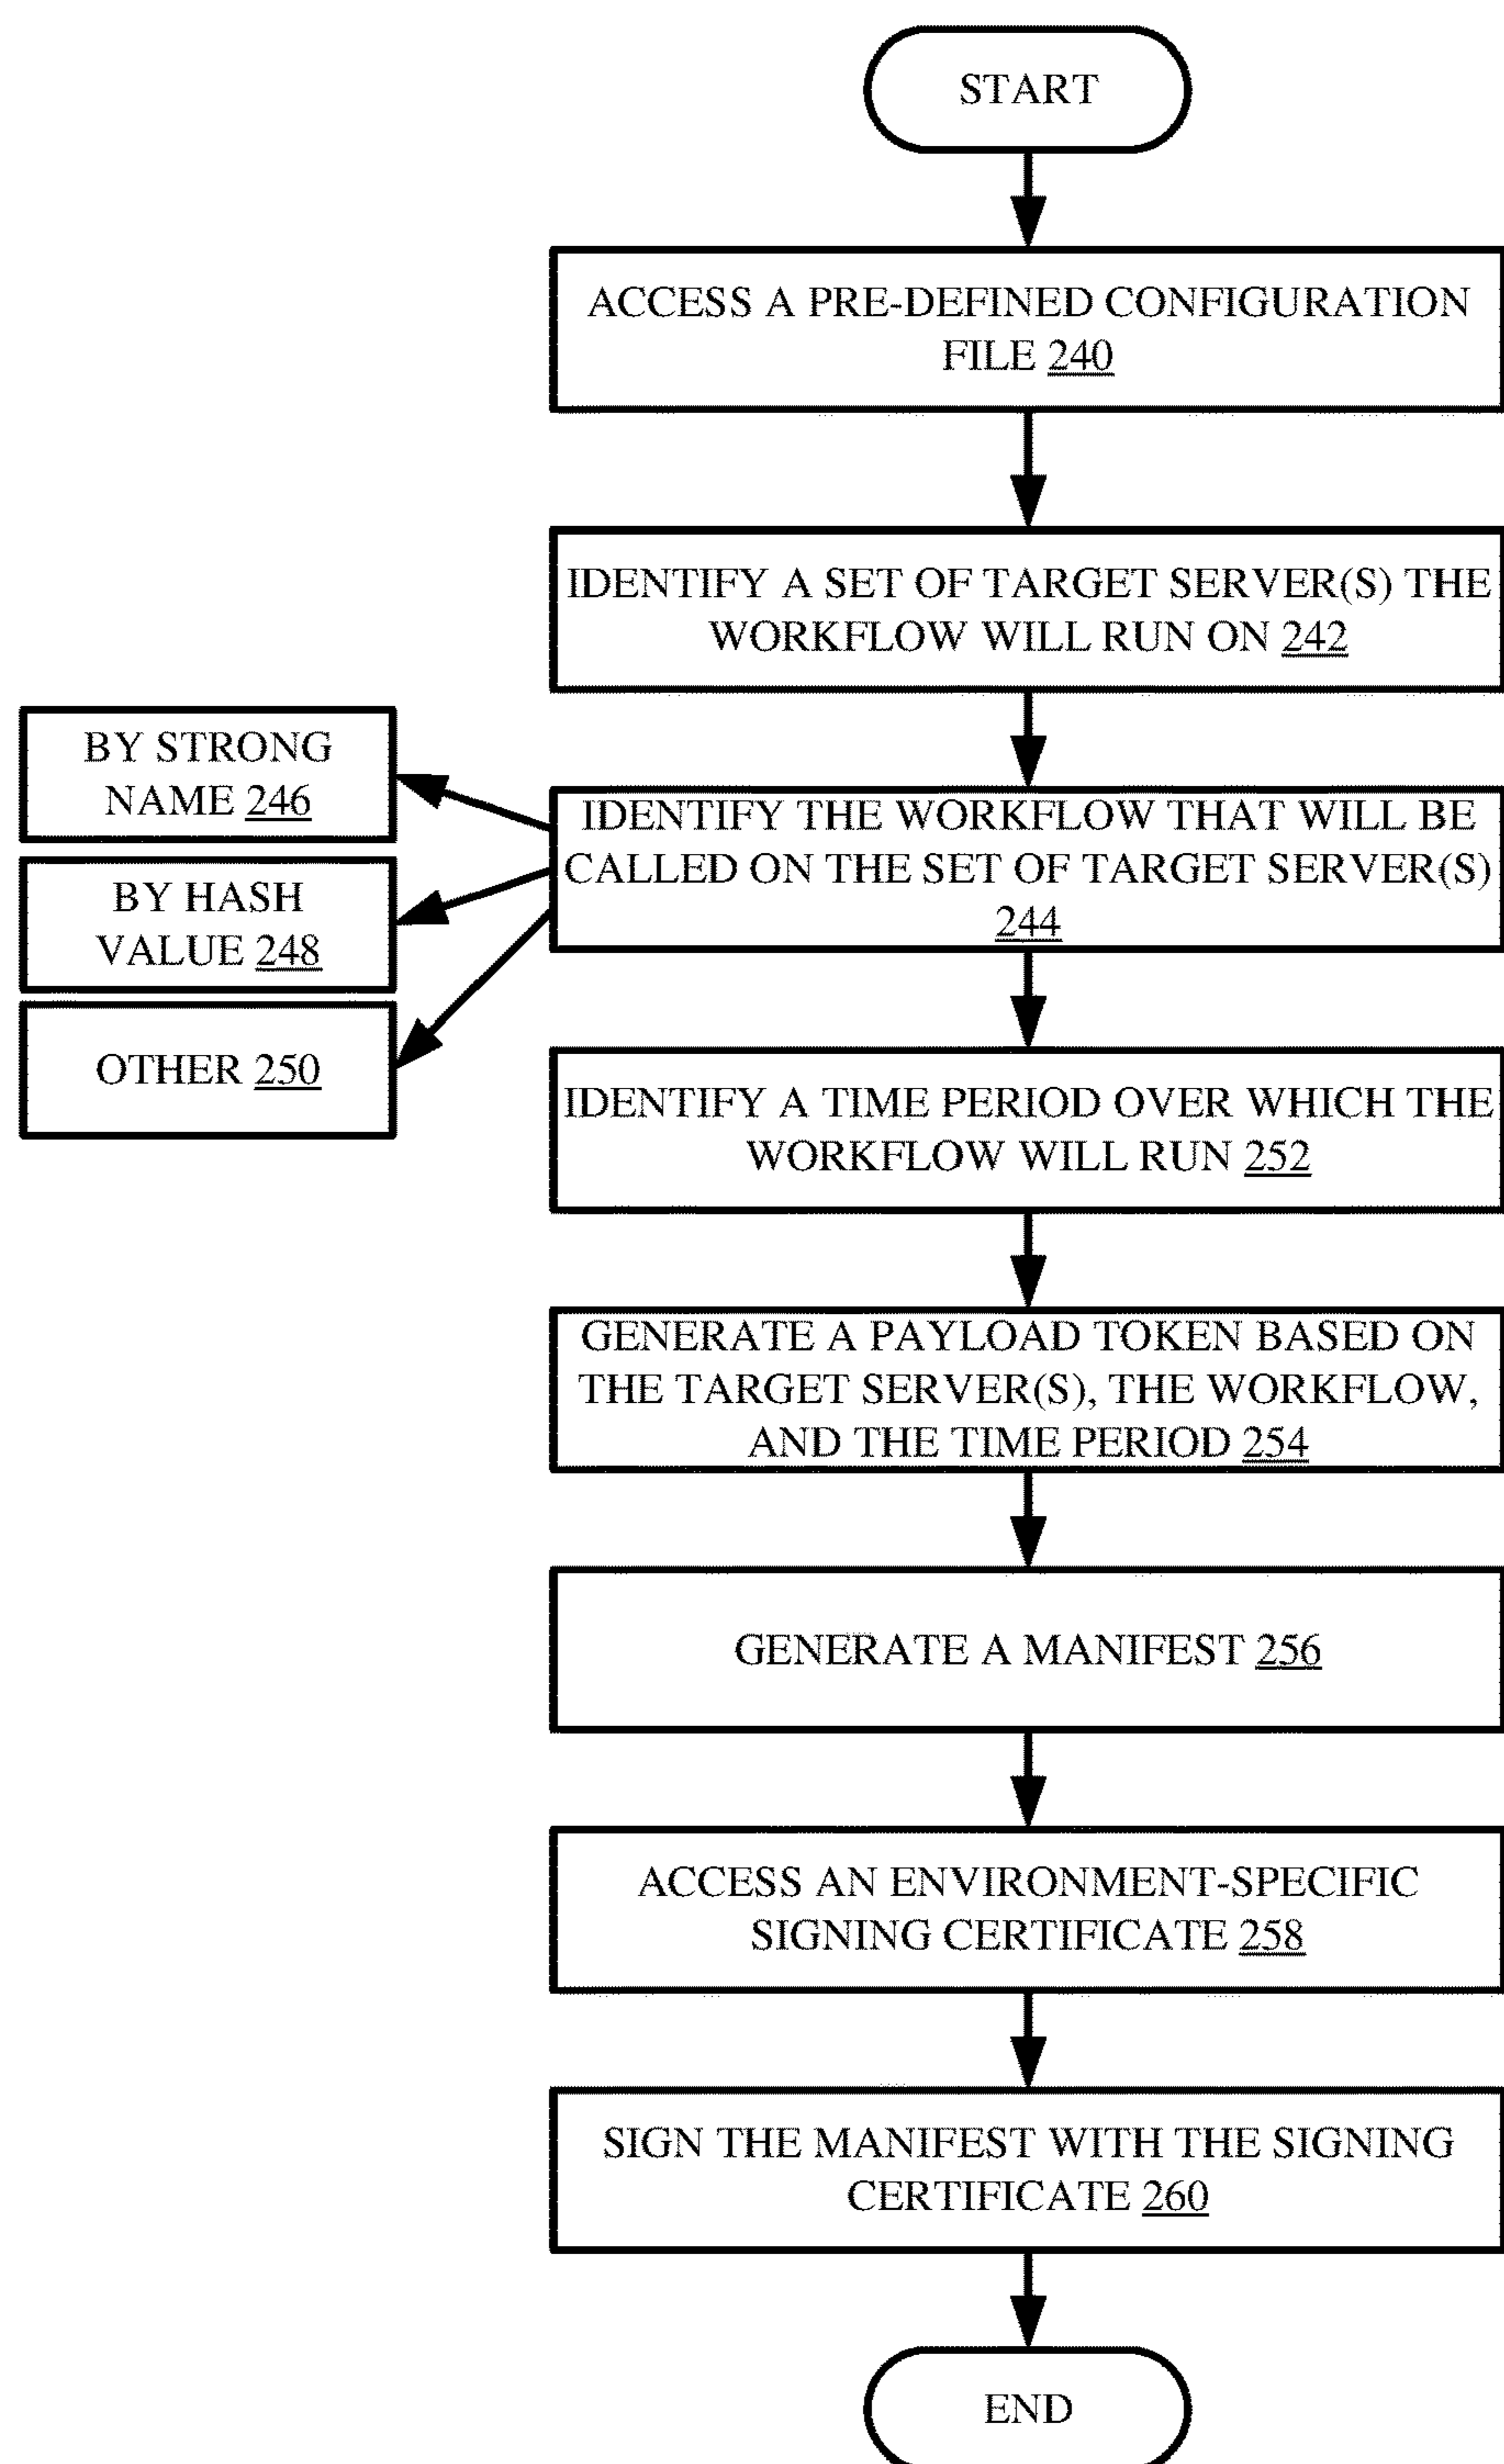 START
ACCESS A PRE-DEFINED CONFIGURATION
FILE 240
IDENTIFY A SET OF TARGET SERVER(S) THE
WORKFLOW WILL RUN ON 242
IDENTIFY THE WORKFLOW THAT WILL BE
CALLED ON THE SET OF TARGET SERVER(S)
244
BY STRONG
NAME 246
BY HASH
VALUE 248
OTHER 250
IDENTIFY A TIME PERIOD OVER WHICH THE
WORKFLOW WILL RUN 252
GENERATE A PAYLOAD TOKEN BASED ON
THE TARGET SERVER(S), THE WORKFLOW,
AND THE TIME PERIOD 254
GENERATE A MANIFEST 256
ACCESS AN ENVIRONMENT-SPECIFIC
SIGNING CERTIFICATE 258
SIGN THE MANIFEST WITH THE SIGNING
CERTIFICATE 260
END